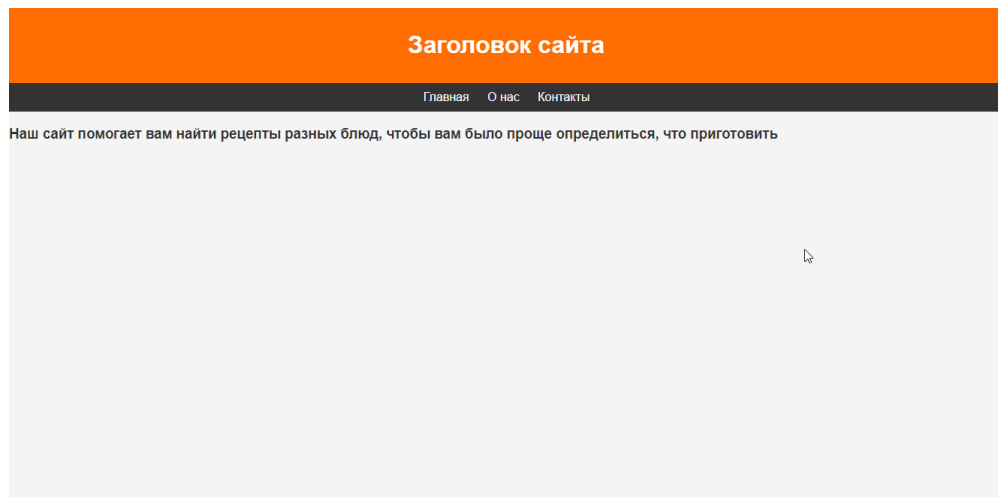 Заголовок сайта
Главная О нас Контакты
Наш сайт помогает вам найти рецепты разных блюд, чтобы вам было проще определиться, что приготовить